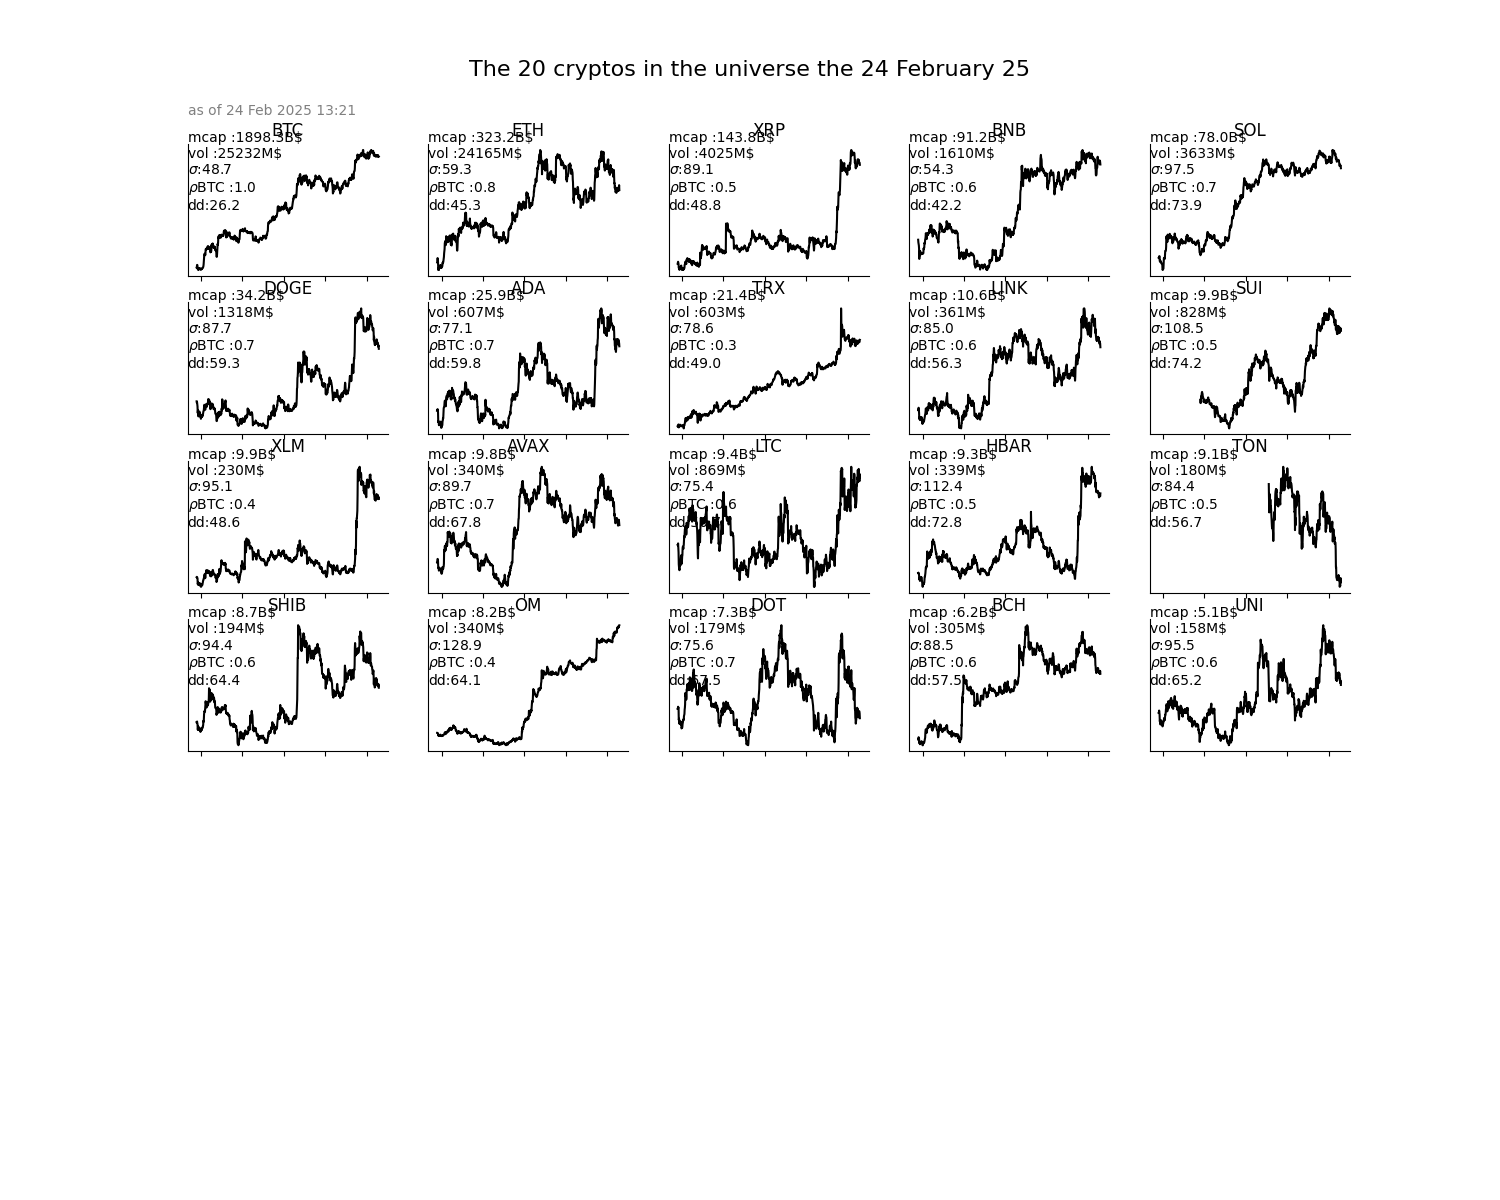 The 20 cryptos in the universe the 24 February 25
as of 24 Feb 2025 13:21
BTC
mcap :1898.3B$
vol :25232M$
σ:48.7
ρBTC :1.0
dd:26.2
ETH
mcap :323.2B$
vol :24165M$
σ:59.3
ρBTC :0.8
dd:45.3
XRP
mcap :143.8B$
vol :4025M$
σ:89.1
ρBTC :0.5
dd:48.8
BNB
mcap :91.2B$
vol :1610M$
σ:54.3
ρBTC :0.6
dd:42.2
SOL
mcap :78.0B$
vol :3633M$
σ:97.5
ρBTC :0.7
dd:73.9
DOGE
mcap :34.2B$
vol :1318M$
σ:87.7
ρBTC :0.7
dd:59.3
ADA
mcap :25.9B$
vol :607M$
σ:77.1
ρBTC :0.7
dd:59.8
TRX
mcap :21.4B$
vol :603M$
σ:78.6
ρBTC :0.3
dd:49.0
LINK
mcap :10.6B$
vol :361M$
σ:85.0
ρBTC :0.6
dd:56.3
SUI
mcap :9.9B$
vol :828M$
σ:108.5
ρBTC :0.5
dd:74.2
XLM
mcap :9.9B$
vol :230M$
σ:95.1
ρBTC :0.4
dd:48.6
AVAX
mcap :9.8B$
vol :340M$
σ:89.7
ρBTC :0.7
dd:67.8
LTC
mcap :9.4B$
vol :869M$
σ:75.4
ρBTC :0.6
HBAR
mcap :9.3B$
vol :339M$
σ:112.4
ρBTC :0.5
dd:72.8
TON
mcap :9.1B$
vol :180M$
σ:84.4
ρBTC :0.5
dd:56.7
SHIB
mcap :8.7B$
vol :194M$
σ:94.4
ρBTC :0.6
dd:64.4
OM
mcap :8.2B$
vol :340M$
σ:128.9
ρBTC :0.4
dd:64.1
DOT
mcap :7.3B$
vol :179M$
σ:75.6
ρBTC :0.7
dd:67.5
BCH
mcap :6.2B$
vol :305M$
σ:88.5
ρBTC :0.6
dd:57.5
UNI
mcap :5.1B$
vol :158M$
σ:95.5
ρBTC :0.6
dd:65.2